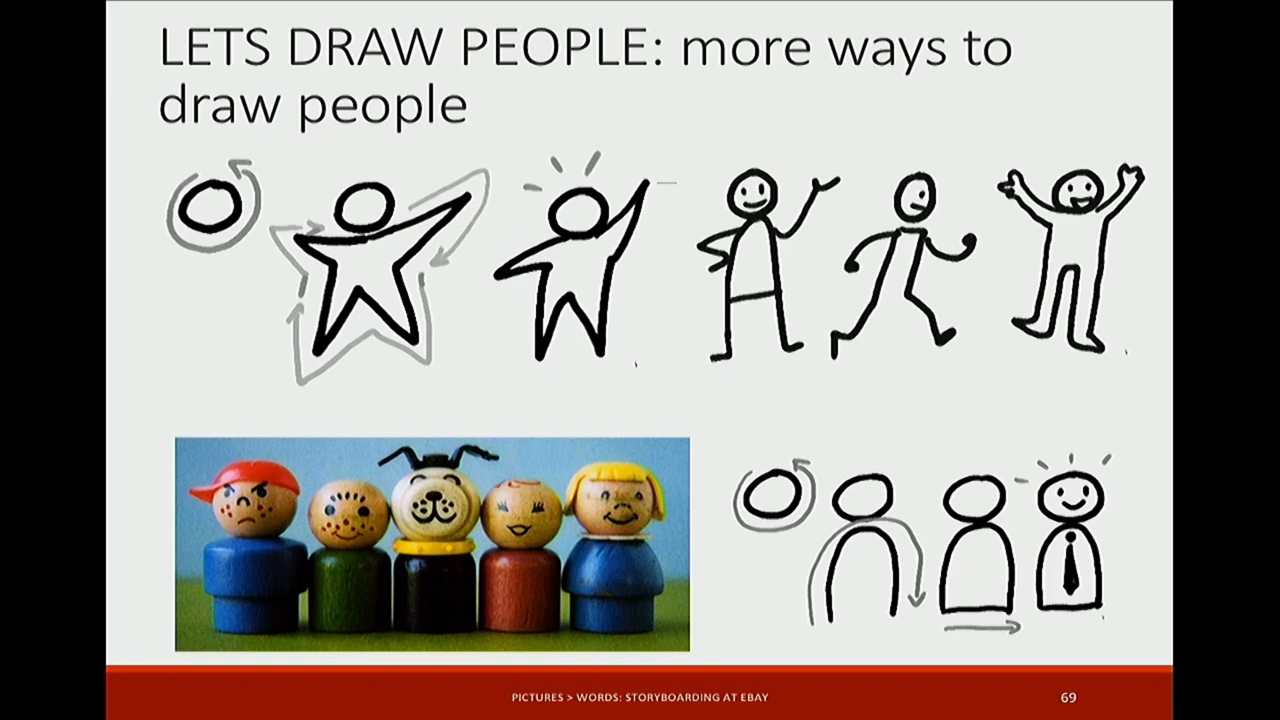 LETS DRAW PEOPLE: more ways to
draw people
PICTURES > WORDS: STORYBOARDING AT EBAY
69